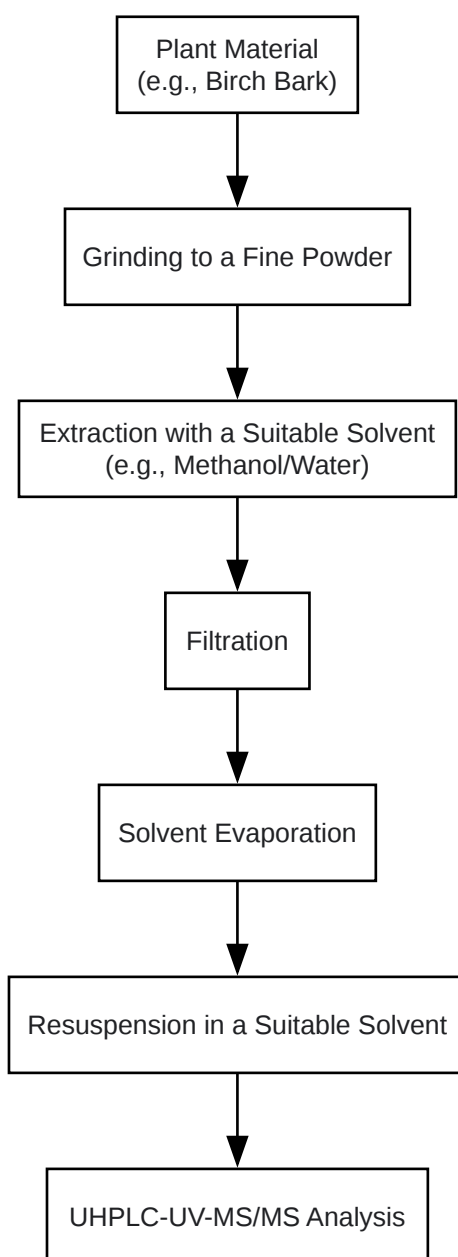 Plant Material
(e.g., Birch Bark)
Grinding to a Fine Powder
Extraction with a Suitable Solvent
(e.g., Methanol/Water)
Filtration
Solvent Evaporation
Resuspension in a Suitable Solvent
UHPLC-UV-MS/MS Analysis